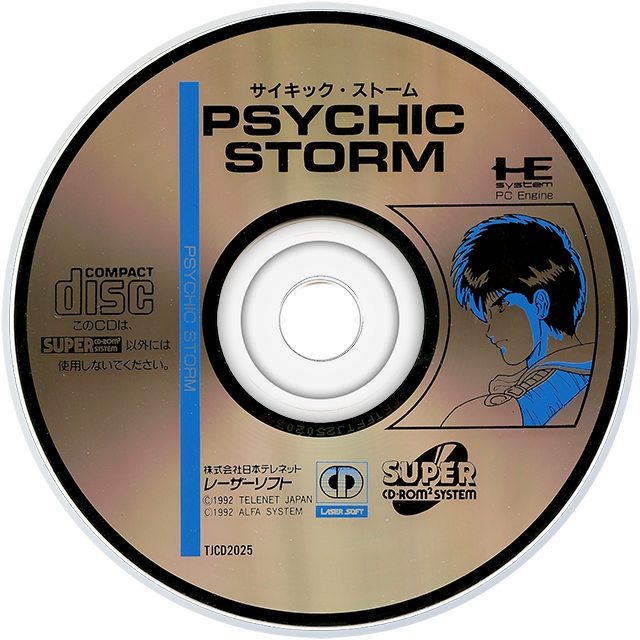 サイキック・ストーム
PSYCHIC
STORM
HE
system
PC Engine
PSYCHIC STORM
COMPACT
disc
このCDは、
SUPER CD-ROM² SYSTEM 以外には
使用しないでください。
株式会社日本テレネット
レーザーソフト
©1992 TELENET JAPAN
©1992 ALFA SYSTEM
CD
LASER SOFT
SUPER
CD-ROM² SYSTEM
TJCD2025